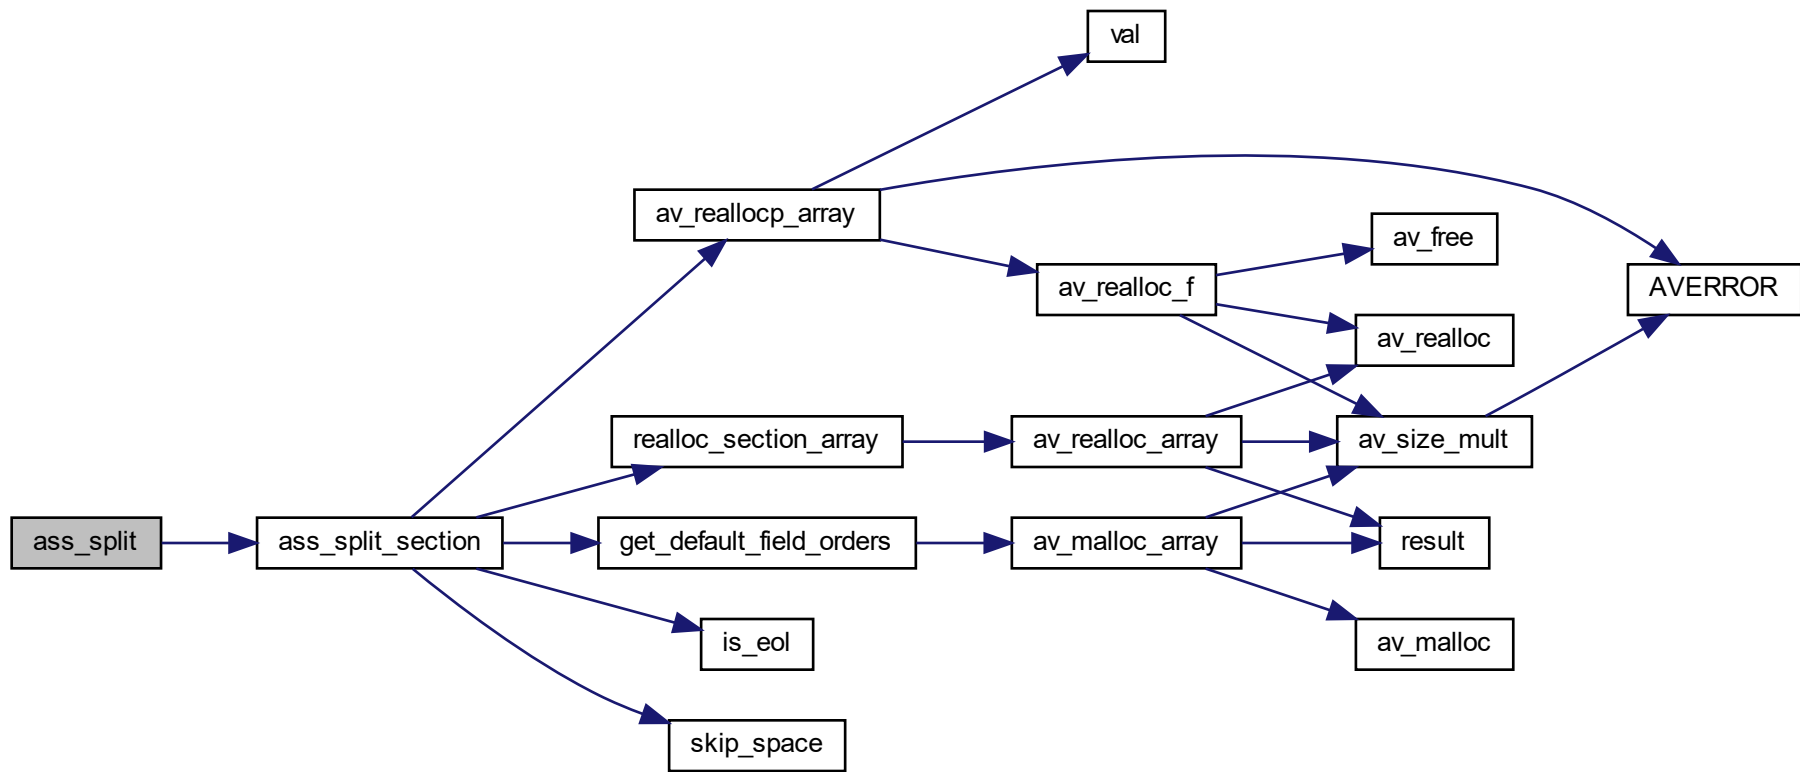 val
av_reallocp_array
av_free
av_realloc_f
AVERROR
av_realloc
realloc_section_array
av_realloc_array
av_size_mult
ass_split
ass_split_section
get_default_field_orders
av_malloc_array
result
is_eol
av_malloc
skip_space